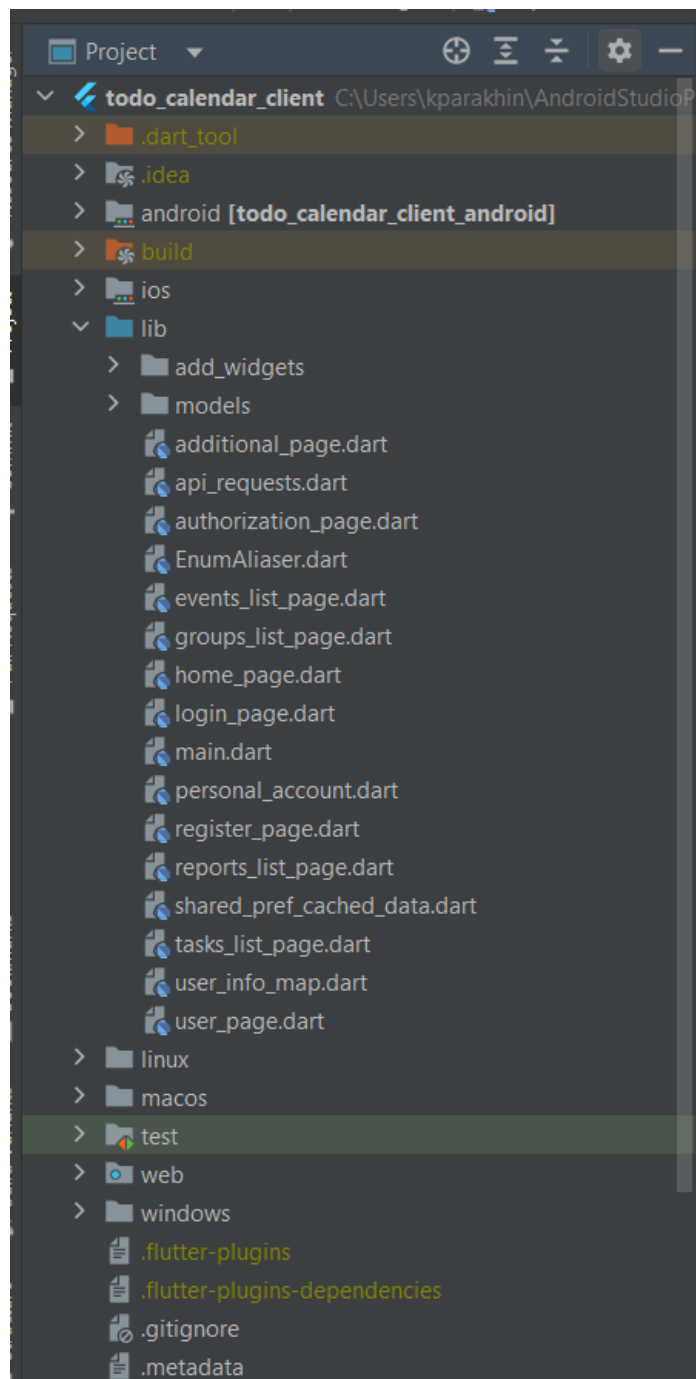 Project
todo_calendar_client C:\Users\kparakhin\AndroidStudioP
.dart_tool
.idea
android [todo_calendar_client_android]
build
ios
lib
add_widgets
models
additional_page.dart
api_requests.dart
authorization_page.dart
EnumAliaser.dart
events_list_page.dart
groups_list_page.dart
home_page.dart
login_page.dart
main.dart
personal_account.dart
register_page.dart
reports_list_page.dart
shared_pref_cached_data.dart
tasks_list_page.dart
user_info_map.dart
user_page.dart
linux
macos
test
web
windows
.flutter-plugins
.flutter-plugins-dependencies
.gitignore
.metadata